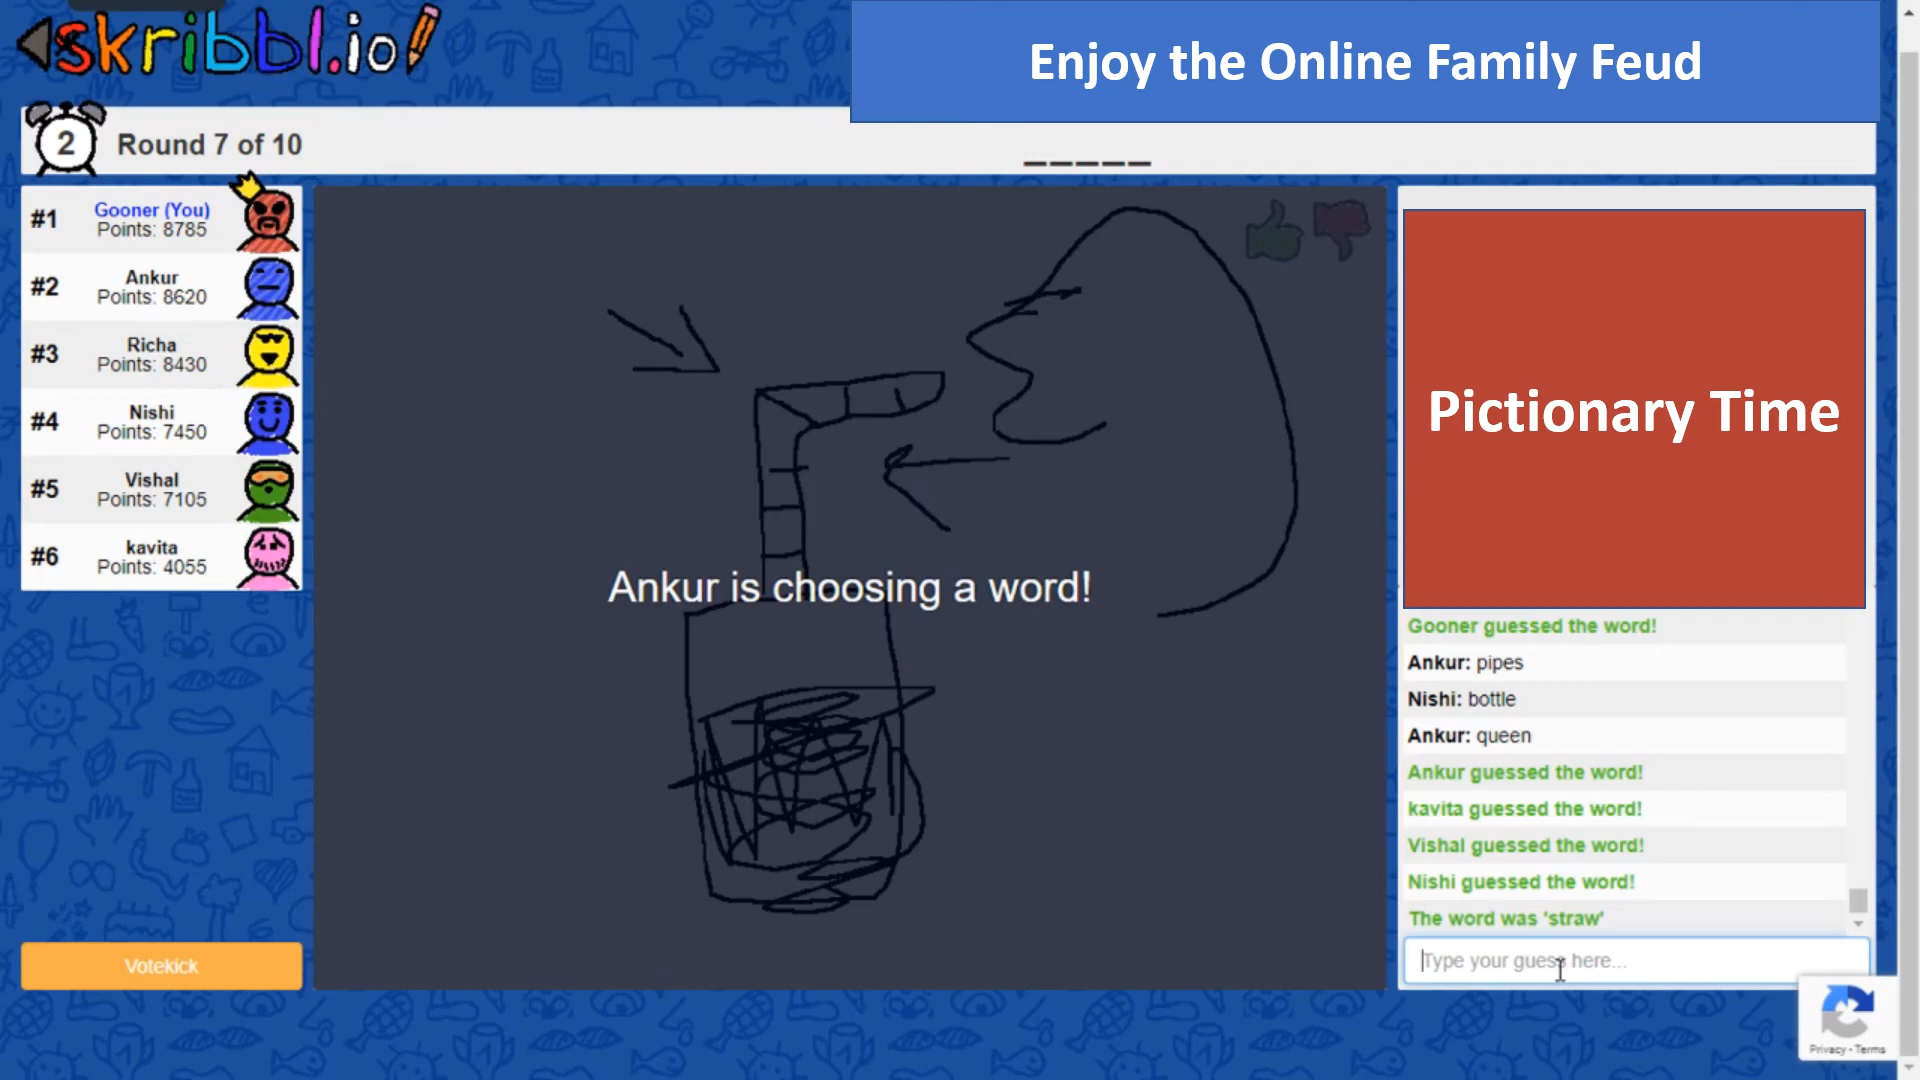 skribbl.io
Enjoy the Online Family Feud
2
Round 7 of 10
_____
#1
Gooner (You)
Points: 8785
#2
Ankur
Points: 8620
#3
Richa
Points: 8430
#4
Nishi
Points: 7450
#5
Vishal
Points: 7105
#6
kavita
Points: 4055
Votekick
Ankur is choosing a word!
Pictionary Time
Gooner guessed the word!
Ankur: pipes
Nishi: bottle
Ankur: queen
Ankur guessed the word!
kavita guessed the word!
Vishal guessed the word!
Nishi guessed the word!
The word was 'straw'
Type your guess here...
Privacy - Terms